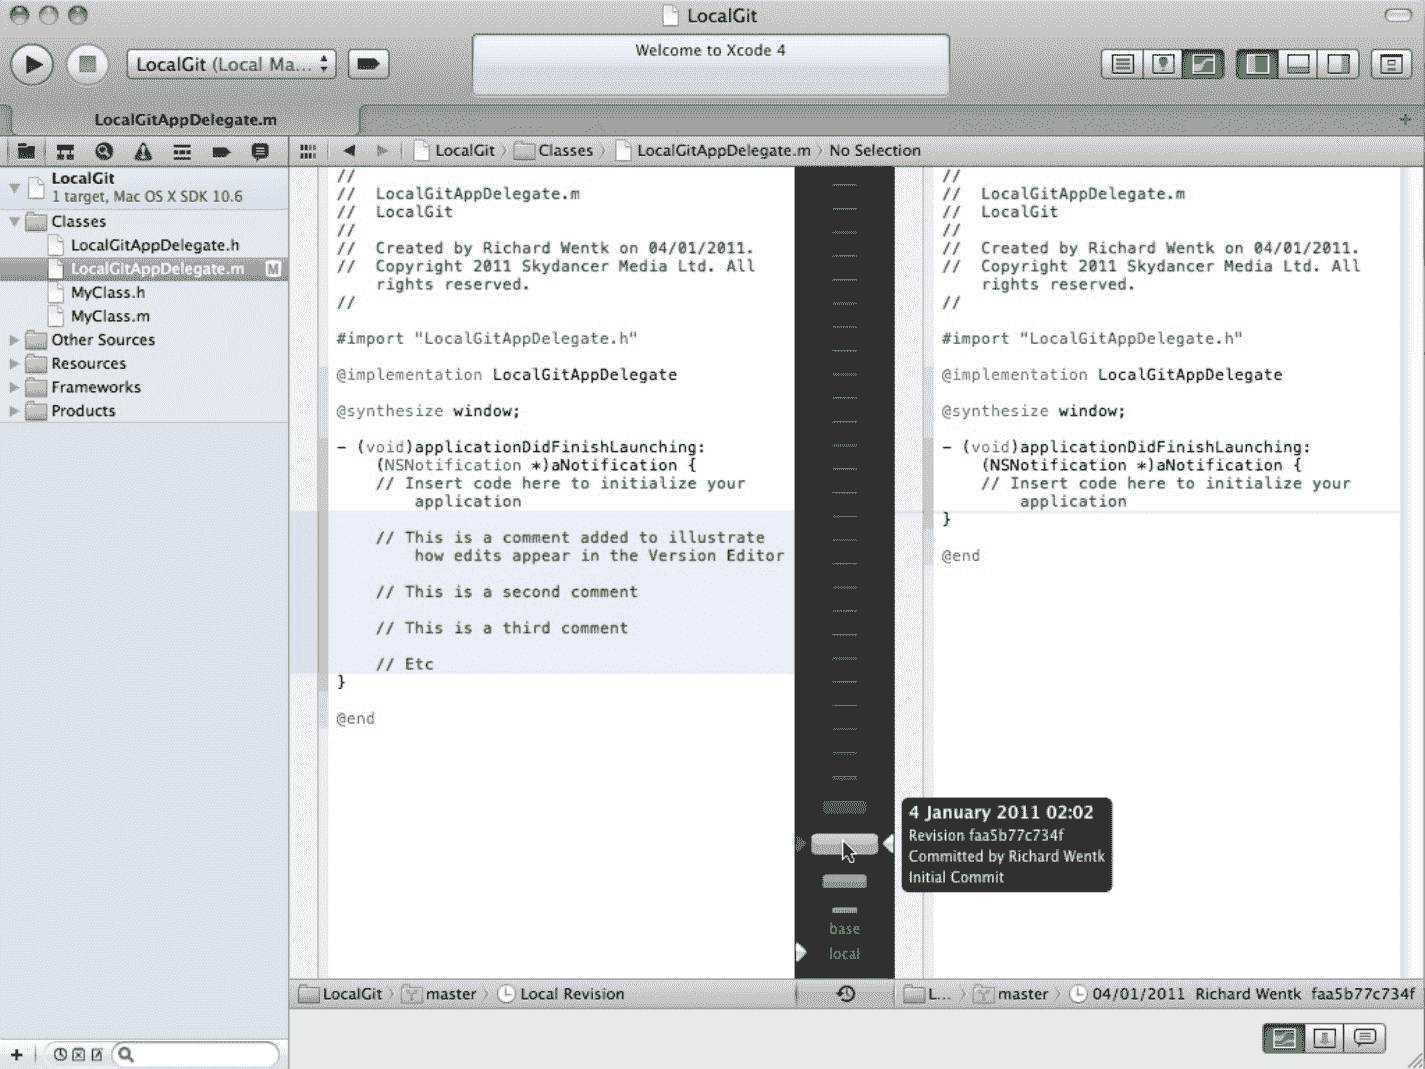 LocalGit
LocalGit (Local Ma...
Welcome to Xcode 4
LocalGitAppDelegate.m
LocalGit
Classes
LocalGitAppDelegate.m
No Selection
LocalGit
1 target, Mac OS X SDK 10.6
Classes
LocalGitAppDelegate.h
LocalGitAppDelegate.m M
MyClass.h
MyClass.m
Other Sources
Resources
Frameworks
Products
//
//  LocalGitAppDelegate.m
//  LocalGit
//
//  Created by Richard Wentk on 04/01/2011.
//  Copyright 2011 Skydancer Media Ltd. All
rights reserved.
//
#import "LocalGitAppDelegate.h"
@implementation LocalGitAppDelegate
@synthesize window;
- (void)applicationDidFinishLaunching:
(NSNotification *)aNotification {
// Insert code here to initialize your
application
// This is a comment added to illustrate
how edits appear in the Version Editor
// This is a second comment
// This is a third comment
// Etc
}
@end
base
local
//
//  LocalGitAppDelegate.m
//  LocalGit
//
//  Created by Richard Wentk on 04/01/2011.
//  Copyright 2011 Skydancer Media Ltd. All
rights reserved.
//
#import "LocalGitAppDelegate.h"
@implementation LocalGitAppDelegate
@synthesize window;
- (void)applicationDidFinishLaunching:
(NSNotification *)aNotification {
// Insert code here to initialize your
application
}
@end
4 January 2011 02:02
Revision faa5b77c734f
Committed by Richard Wentk
Initial Commit
LocalGit
master
Local Revision
L...
master
04/01/2011 Richard Wentk faa5b77c734f